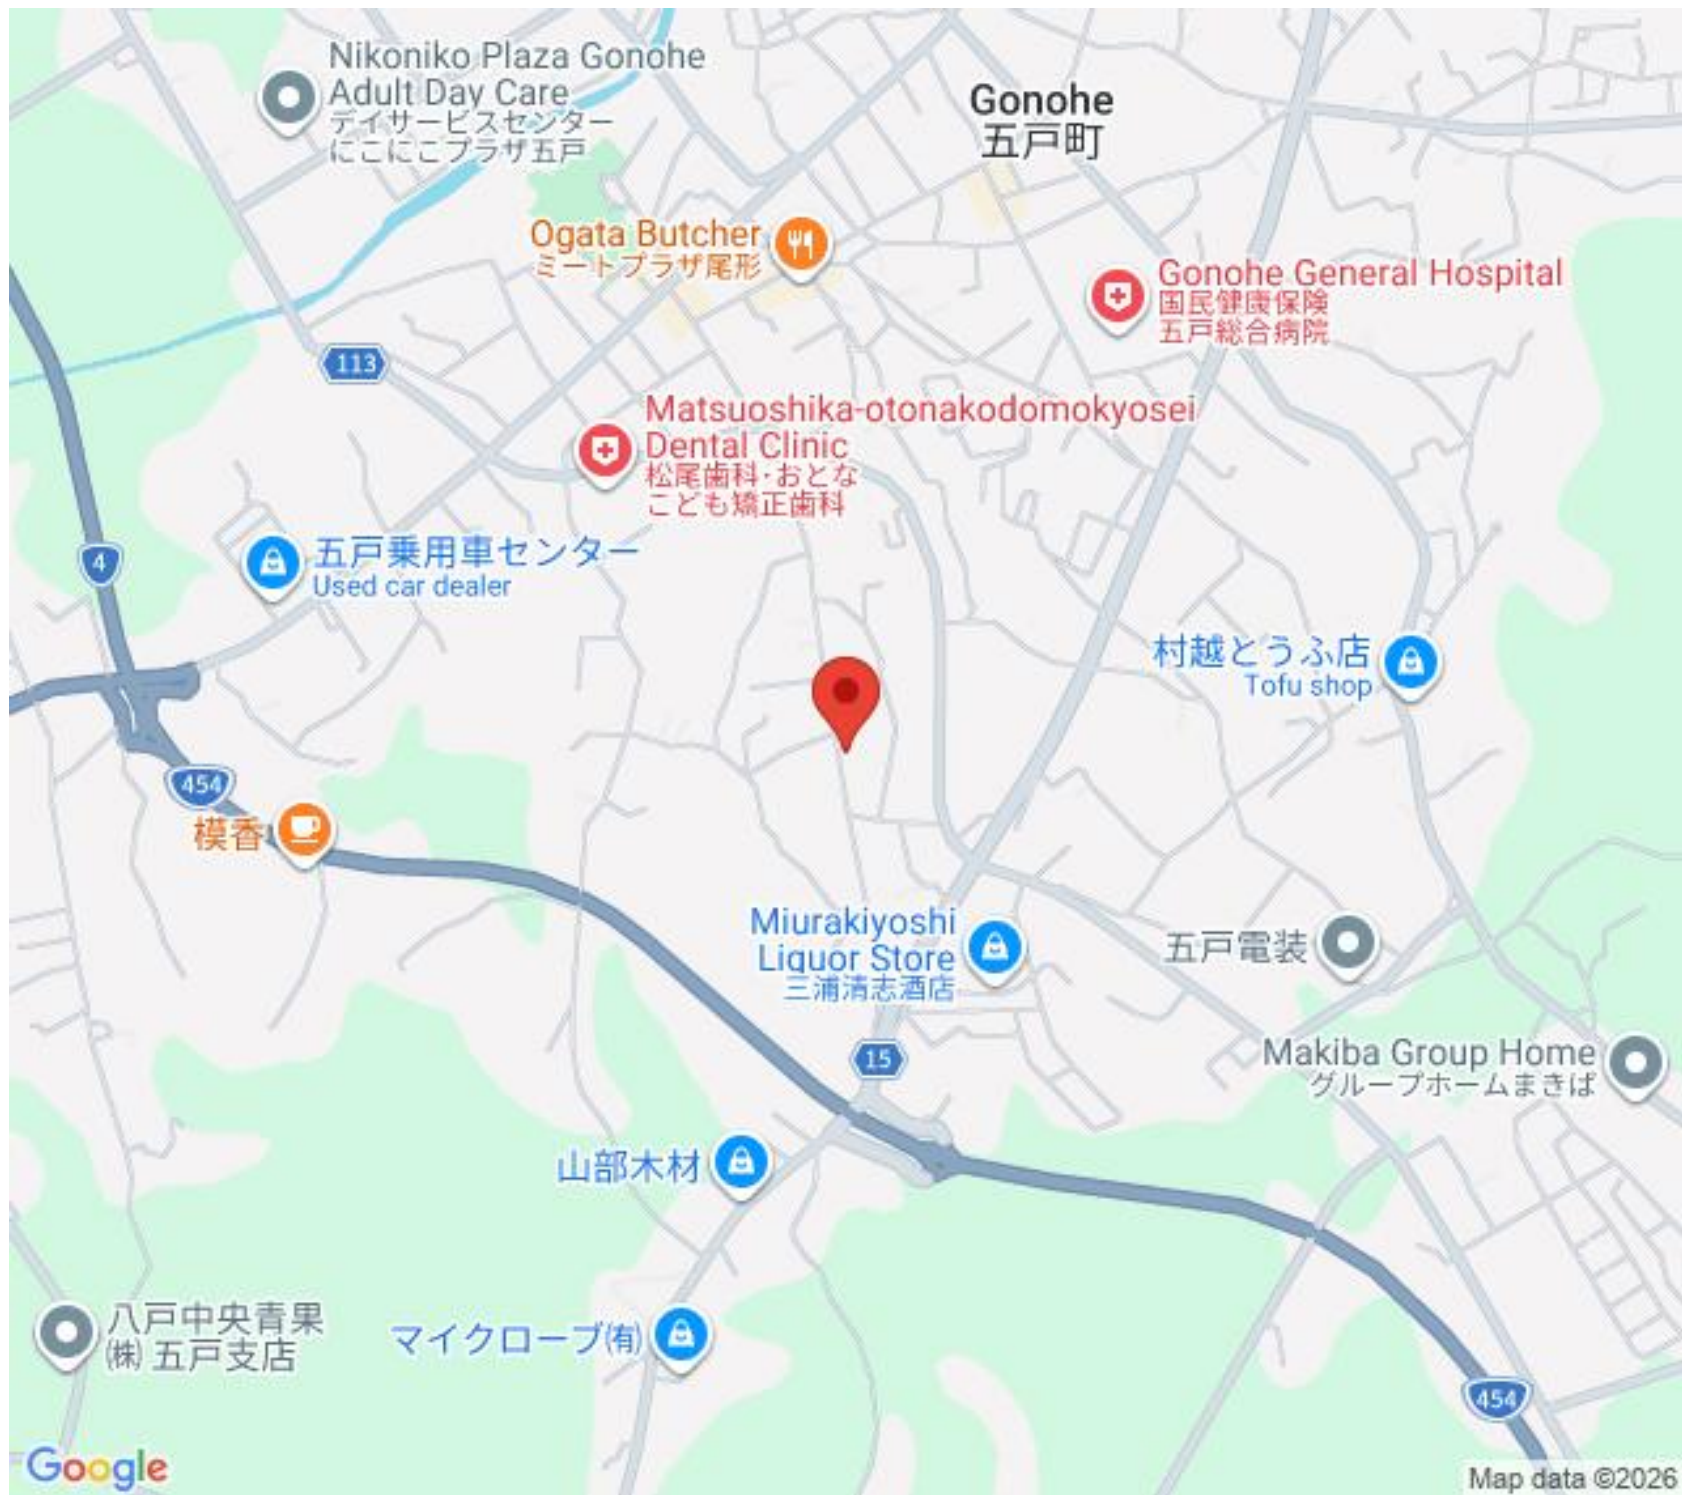 Nikoniko Plaza Gonohe
Adult Day Care
デイサービスセンター
にこにこプラザ五戸
Gonohe
五戸町
Ogata Butcher
ミートプラザ尾形
Gonohe General Hospital
国民健康保険
五戸総合病院
113
Matsuoshika-otonakodomokyosei
Dental Clinic
松尾歯科・おとな
こども矯正歯科
4
五戸乗用車センター
Used car dealer
村越とうふ店
Tofu shop
454
模香
Miurakiyoshi
Liquor Store
三浦清志酒店
五戸電装
15
Makiba Group Home
グループホームまきば
山部木材
八戸中央青果
㈱ 五戸支店
マイクローブ㈲
454
Google
Map data ©2026